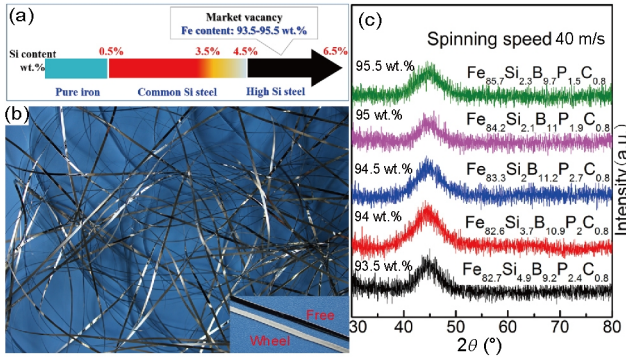 (a)
Market vacancy
Fe content: 93.5-95.5 wt.%
Si content
wt.%
0.5%
3.5%
4.5%
6.5%
Pure iron
Common Si steel
High Si steel
(b)
Free
Wheel
(c)
Spinning speed 40 m/s
95.5 wt.%
Fe85.7Si2.3B9.7P1.5C0.8
95 wt.%
Fe84.2Si2.1B11P1.9C0.8
94.5 wt.%
Fe83.3Si2B11.2P2.7C0.8
94 wt.%
Fe82.6Si3.7B10.9P2C0.8
93.5 wt.%
Fe82.7Si4.9B9.2P2.4C0.8
Intensity(a.u.)
30 40 50 60 70 80
2θ (°)